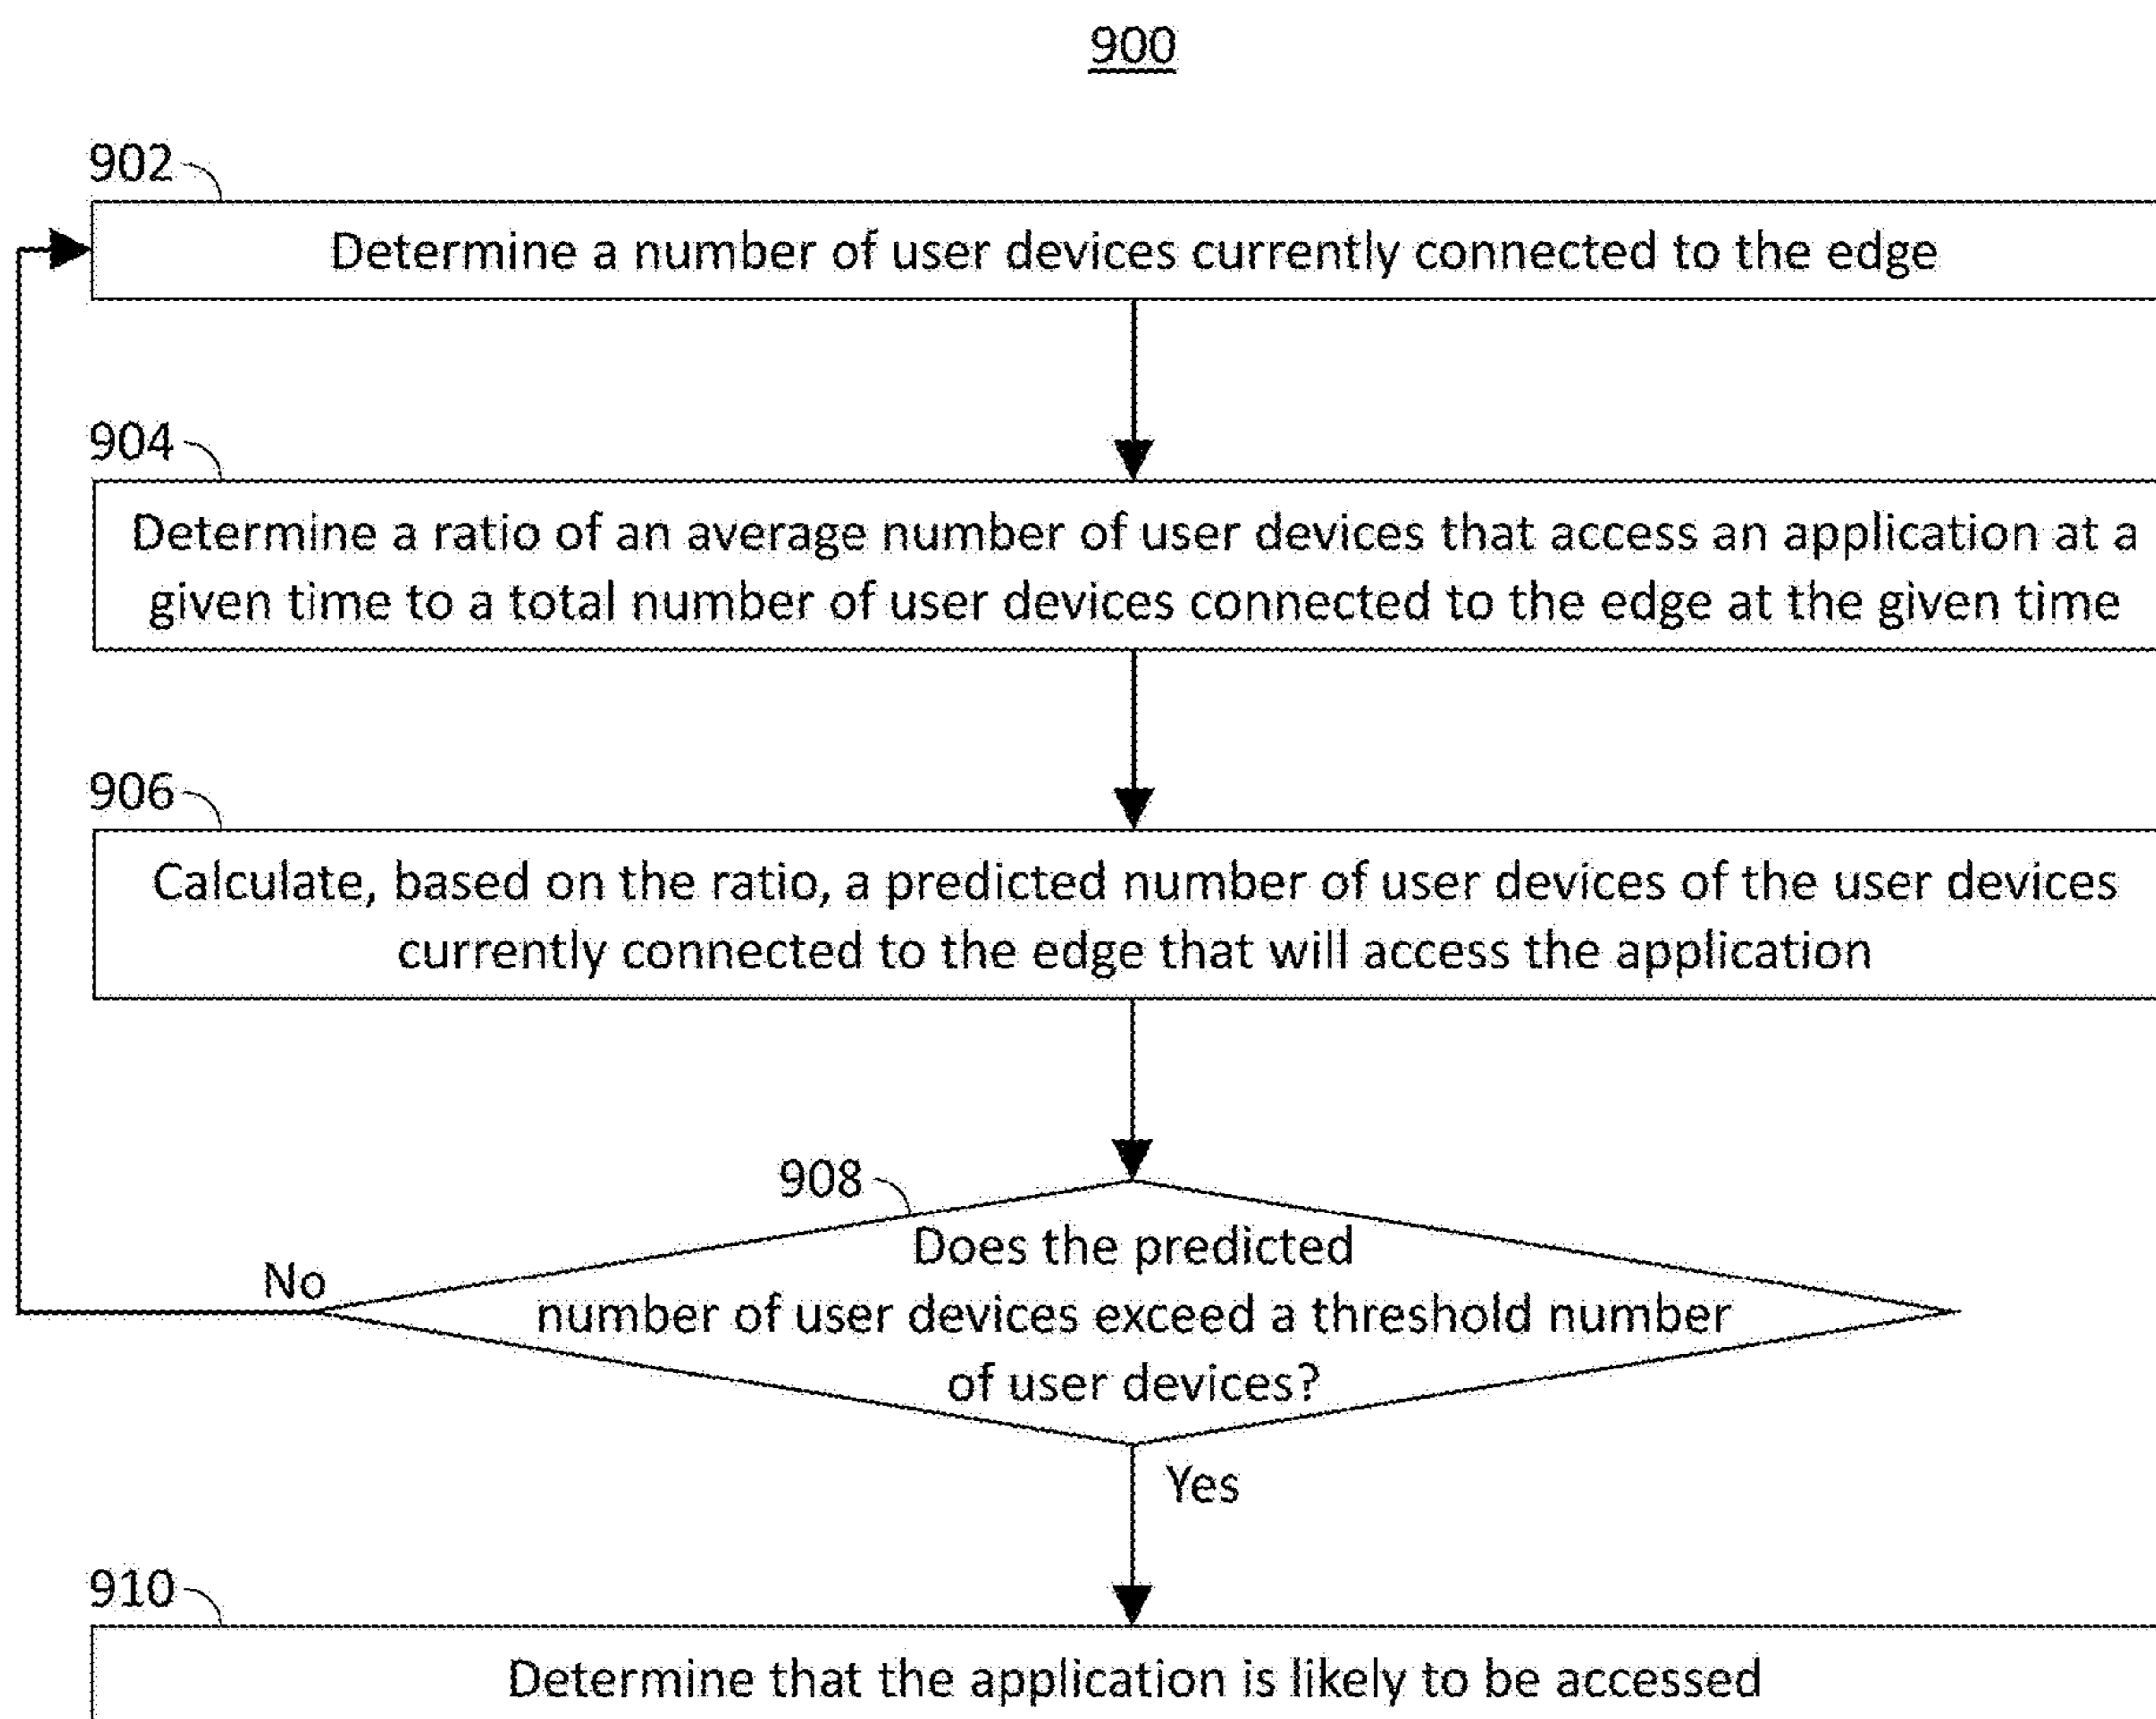 900
902
Determine a number of user devices currently connected to the edge
904
Determine a ratio of an average number of user devices that access an application at a
given time to a total number of user devices connected to the edge at the given time
906
Calculate, based on the ratio, a predicted number of user devices of the user devices
currently connected to the edge that will access the application
908
Does the predicted
No
number of user devices exceed a threshold number
of user devices?
Yes
910
Determine that the application is likely to be accessed